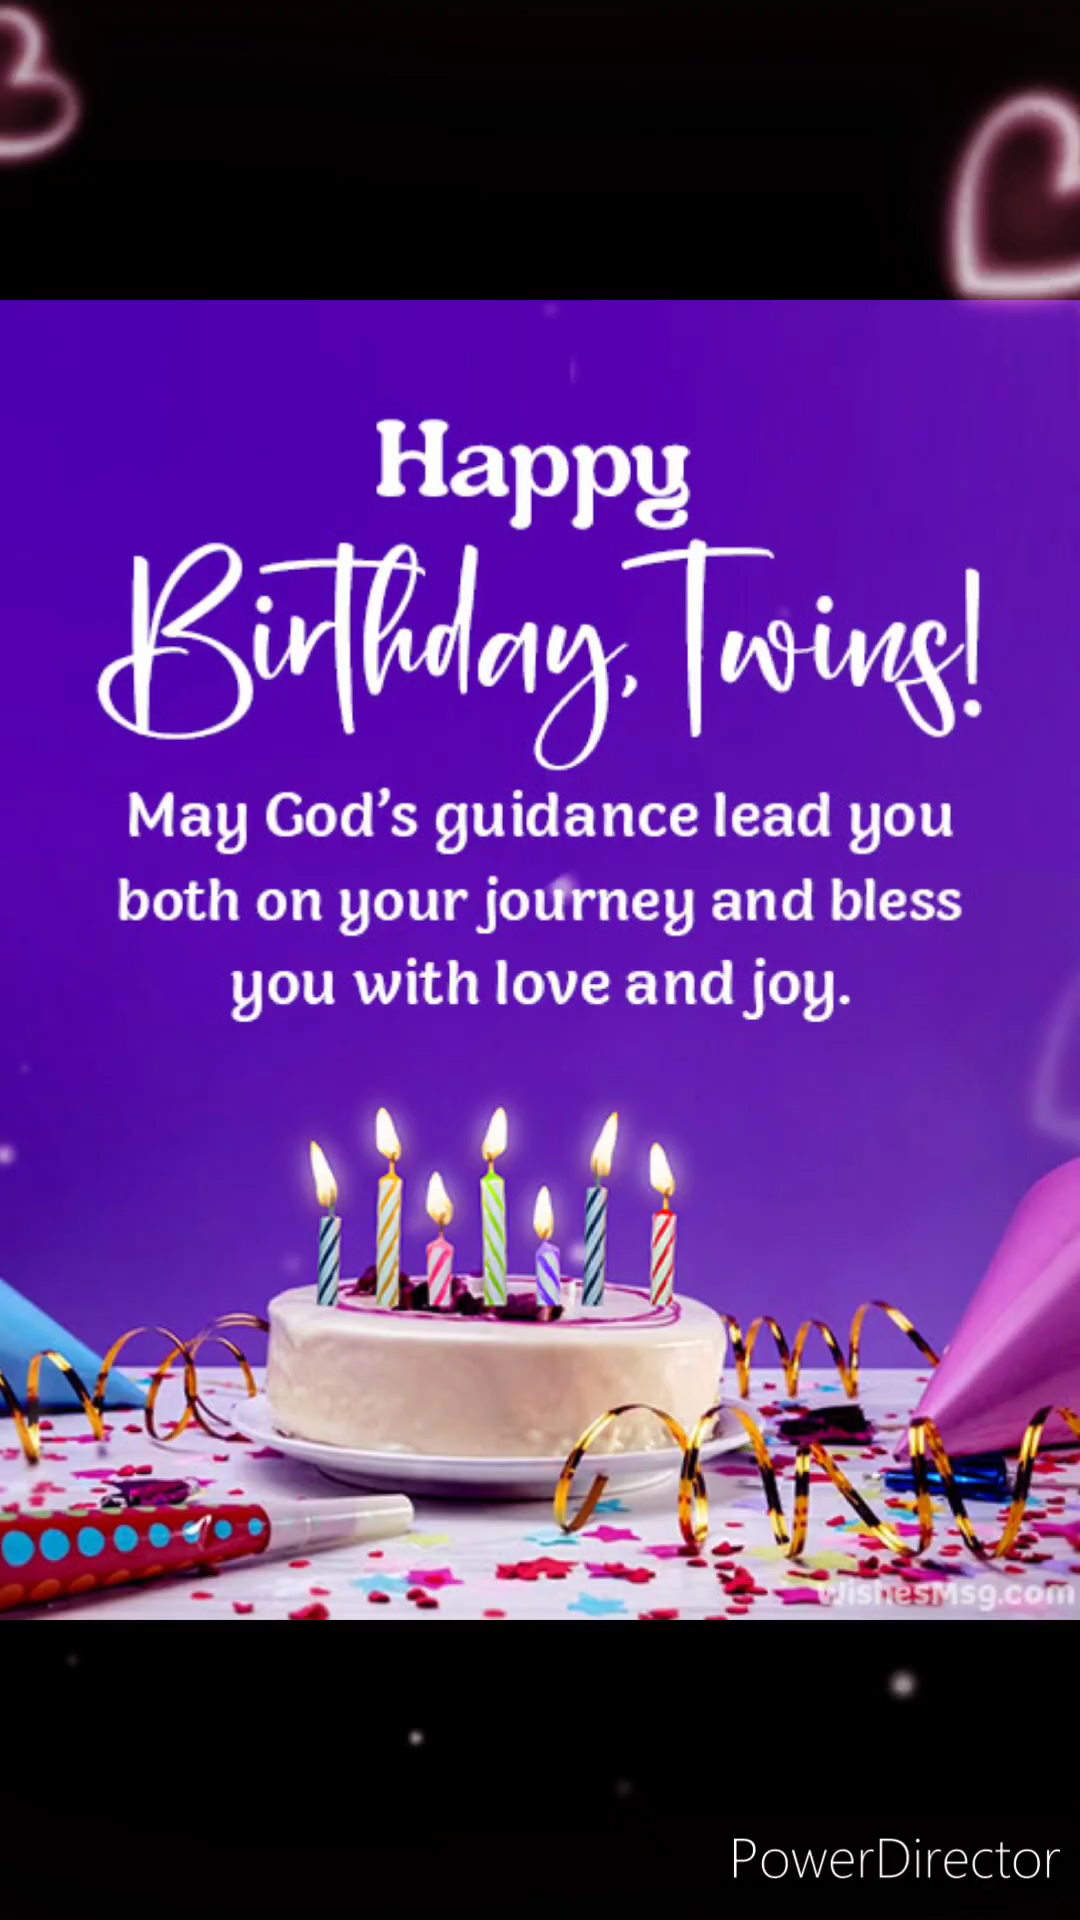 Happy
Birthday, Twins!
May God’s guidance lead you
both on your journey and bless
you with love and joy.
WishesMsg.com
PowerDirector